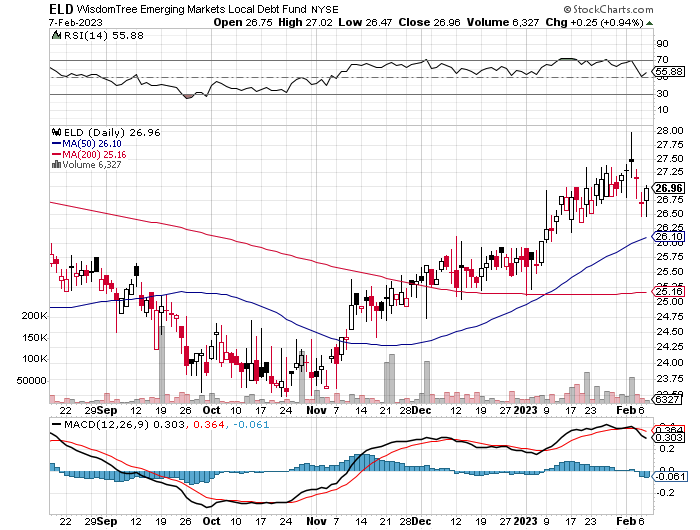 ELD WisdomTree Emerging Markets Local Debt Fund NYSE © StockCharts.com
7-Feb-2023 Open 26.75 High 27.02 Low 26.47 Close 26.96 Volume 6,327 Chg +0.25 (+0.94%)
RSI(14) 55.88
90
70
55.88
50
30
10
ELD (Daily) 26.96
MA(50) 26.10
MA(200) 25.16
Volume 6,327
28.00
27.75
27.50
27.25
26.96
26.75
26.50
26.10
25.75
25.50
25.16
25.00
24.75
24.50
24.25
24.00
23.75
23.50
6327
200K
150K
100K
50000
22 29 Sep 12 19 26 Oct 10 17 24 Nov 7 14 21 28 Dec 12 19 27 2023 9 17 23 Feb 6
MACD(12,26,9) 0.303, 0.364, -0.061
0.364
0.303
0.2
-0.061
-0.2
22 29 Sep 12 19 26 Oct 10 17 24 Nov 7 14 21 28 Dec 12 19 27 2023 9 17 23 Feb 6